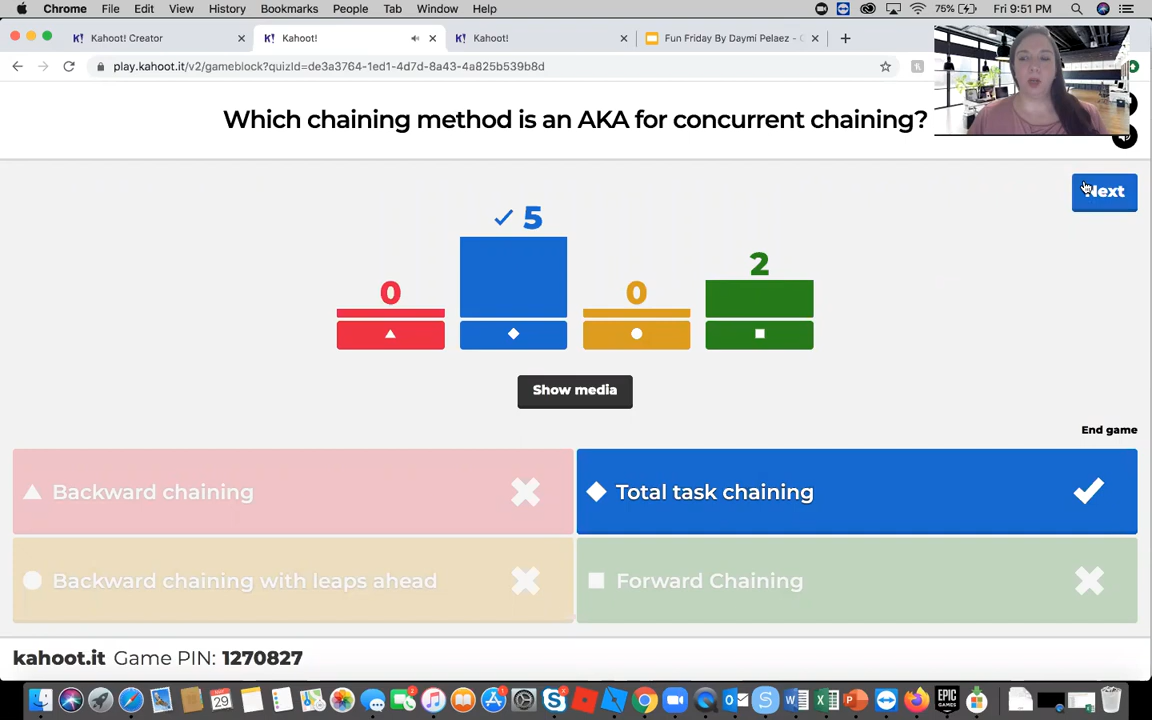 Chrome File Edit View History Bookmarks People Tab Window Help 75% Fri 9:51 PM
K! Kahoot! Creator K! Kahoot! K! Kahoot! Fun Friday By Daymi Pelaez -
play.kahoot.it/v2/gameblock?quizId=de3a3764-1ed1-4d7d-8a43-4a825b539b8d
Which chaining method is an AKA for concurrent chaining?
Next
0 5 0 2
Show media
End game
Backward chaining Total task chaining
Backward chaining with leaps ahead Forward Chaining
kahoot.it Game PIN: 1270827